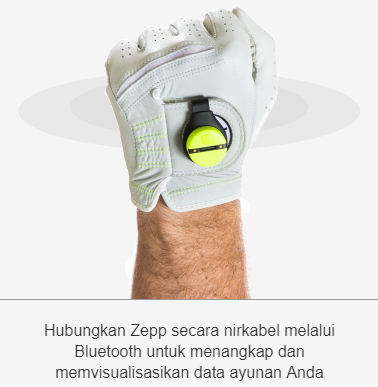 Hubungkan Zepp secara nirkabel melalui
Bluetooth untuk menangkap dan
memvisualisasikan data ayunan Anda